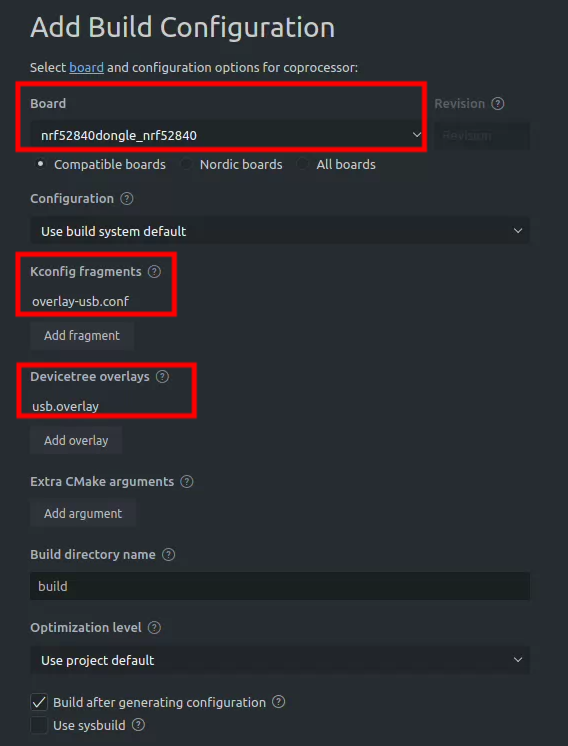 Add Build Configuration
Select board and configuration options for coprocessor:
Board
Revision
nrf52840dongle_nrf52840
Revision
Compatible boards Nordic boards All boards
Configuration
Use build system default
Kconfig fragments
overlay-usb.conf
Add fragment
Devicetree overlays
usb.overlay
Add overlay
Extra CMake arguments
Add argument
Build directory name
build
Optimization level
Use project default
Build after generating configuration
Use sysbuild